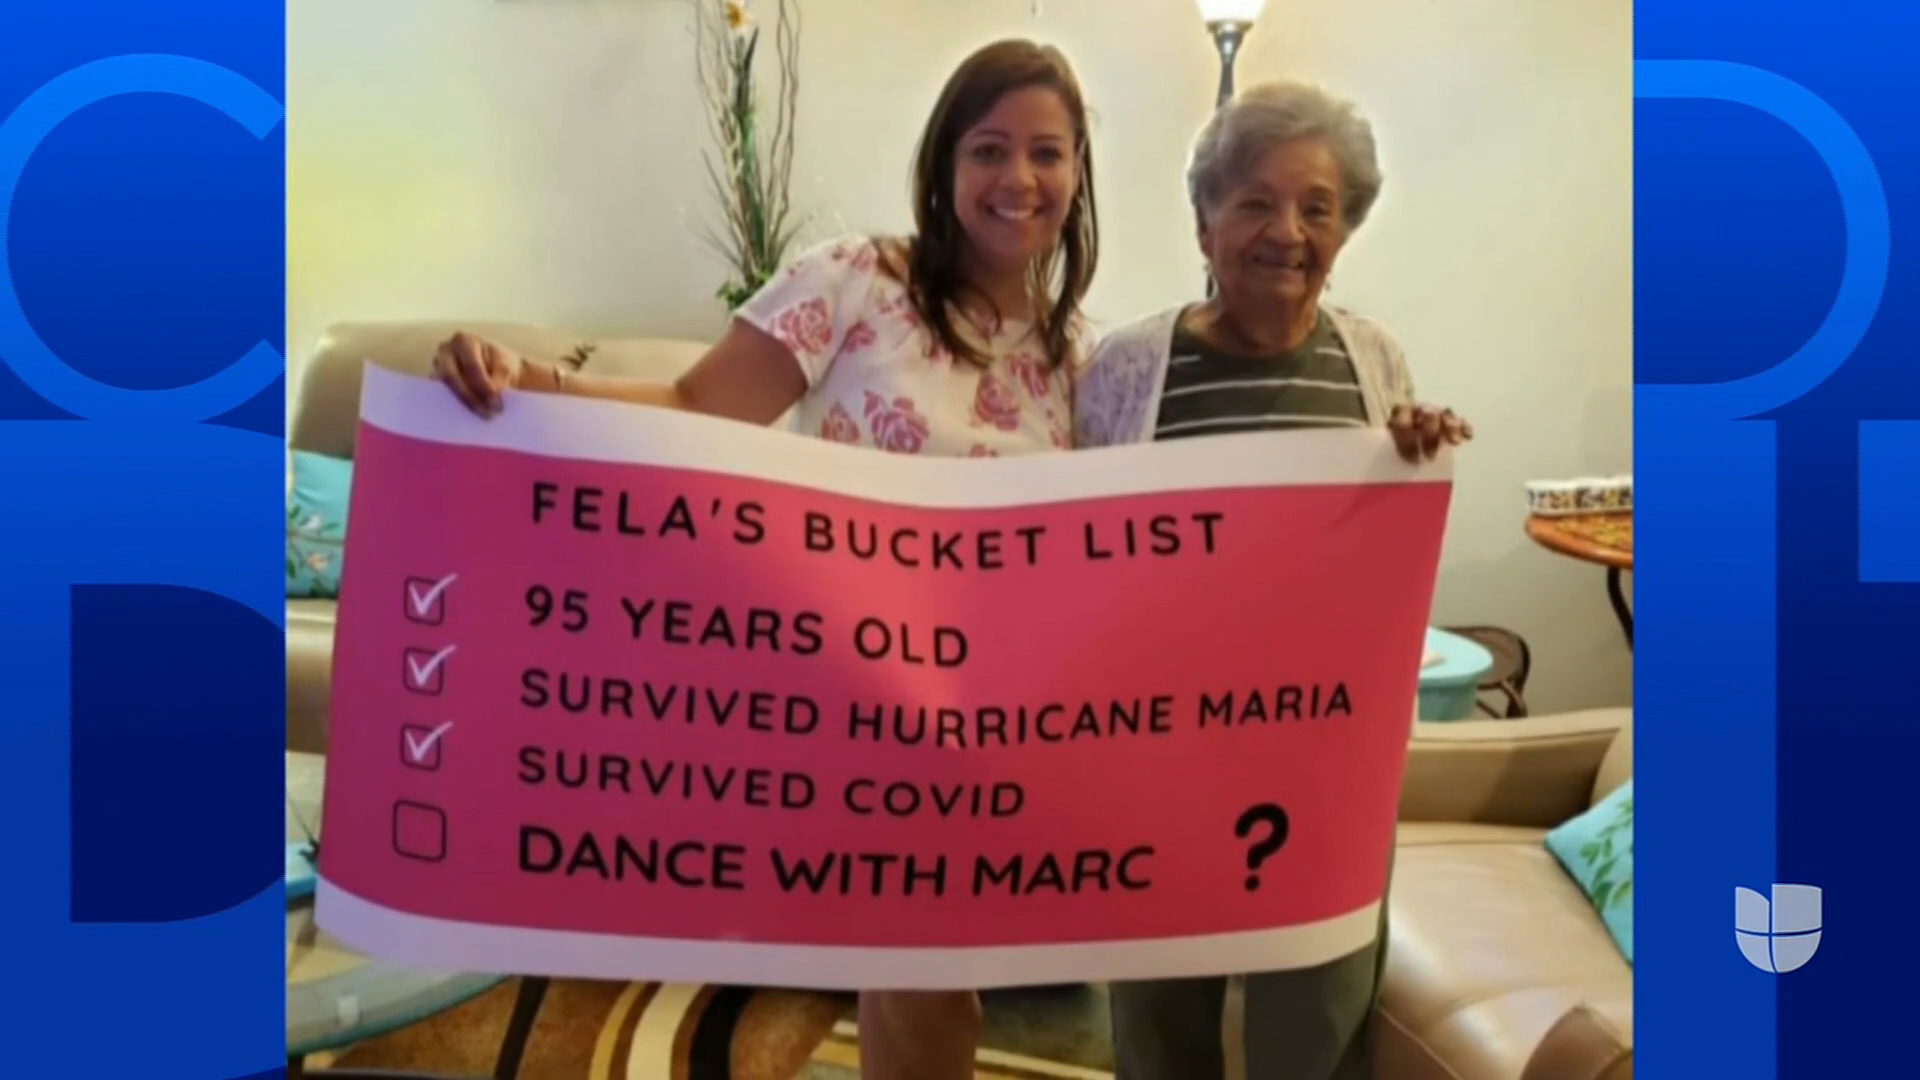 FELA'S BUCKET LIST
95 YEARS OLD
SURVIVED HURRICANE MARIA
SURVIVED COVID
DANCE WITH MARC ?